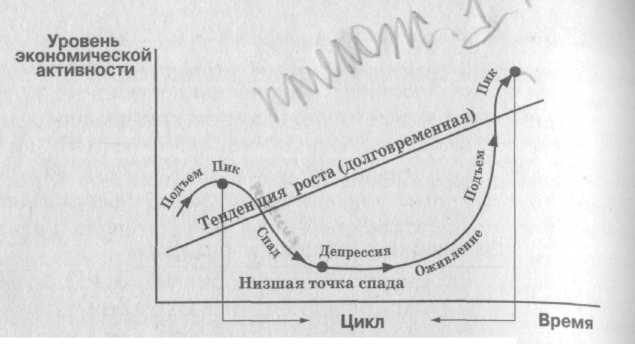 Уровень
экономической
активности
Подъем
Пик
Тенденция роста (долговременная)
Спад
Депрессия
Низшая точка спада
Оживление
Подъем
Пик
Цикл
Время